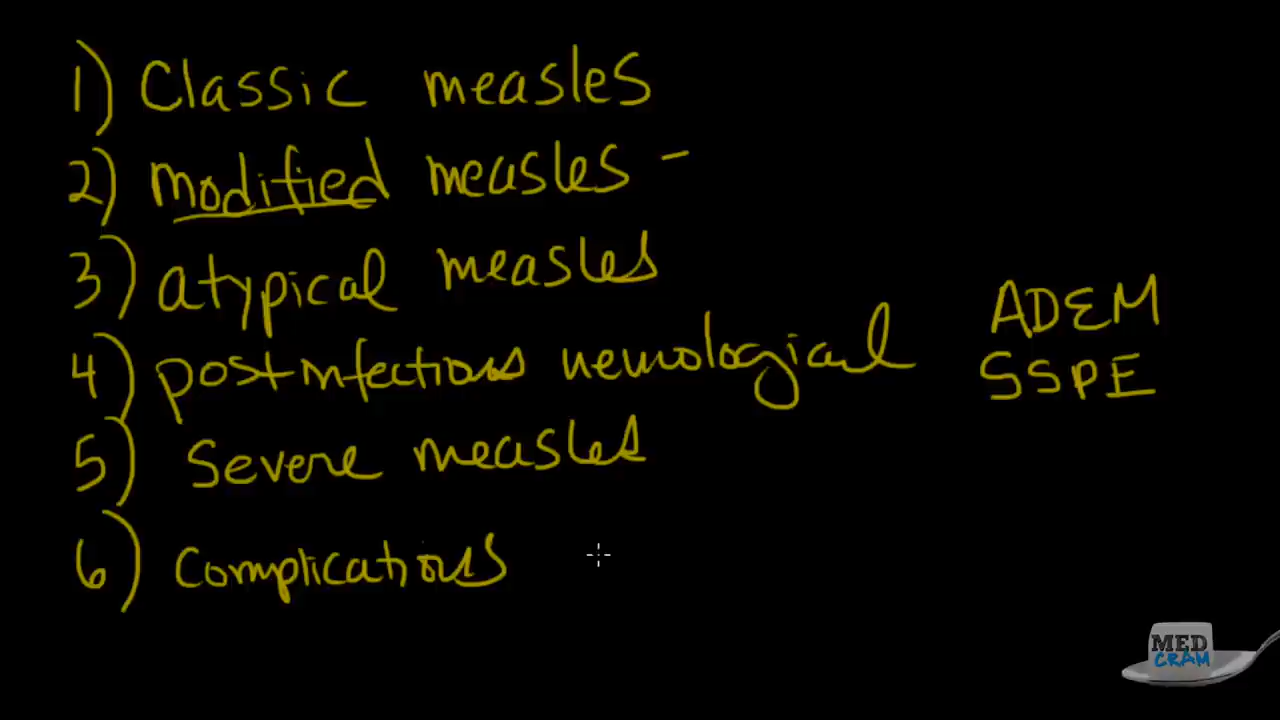 1) Classic measles
2) modified measles -
3) atypical measles
4) postinfectious neurological
ADEM
SSPE
5) Severe measles
6) Complications
MED
CRAM